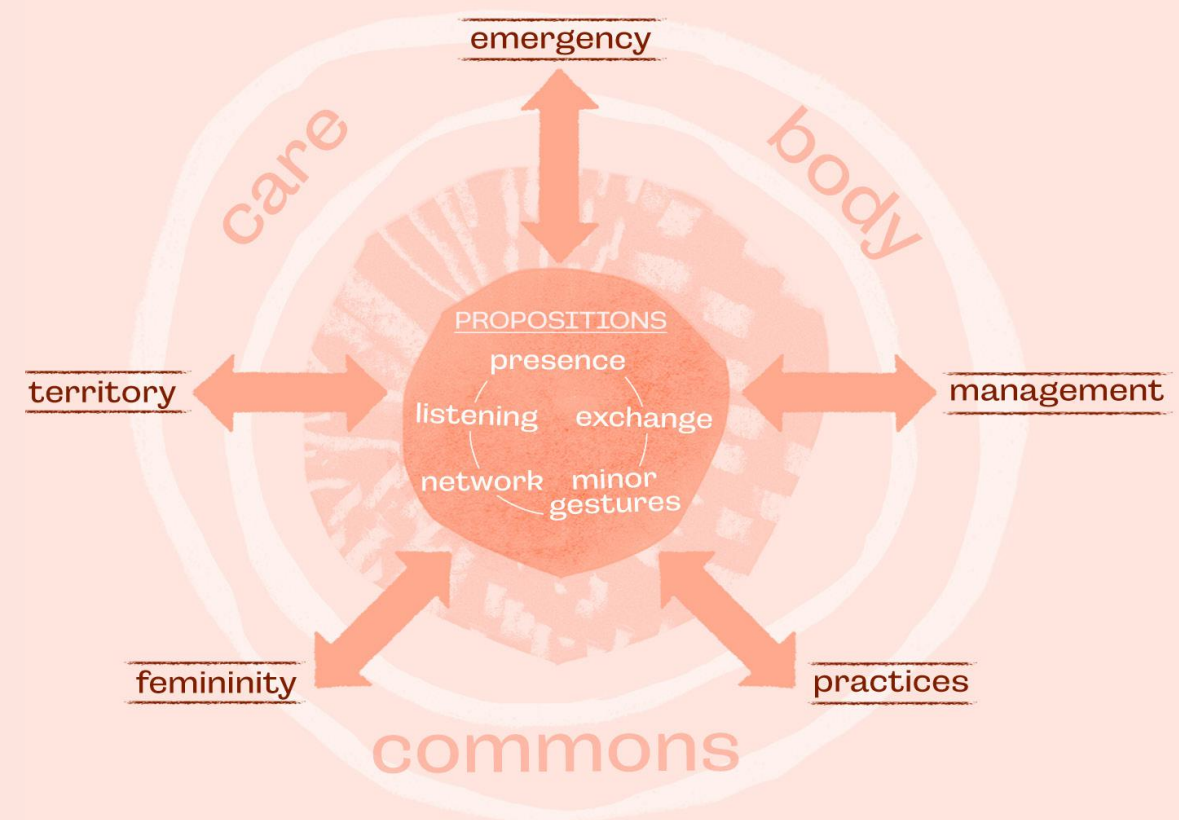 emergency
care
body
PROPOSITIONS
presence
territory
listening
exchange
management
network
minor
gestures
femininity
practices
commons